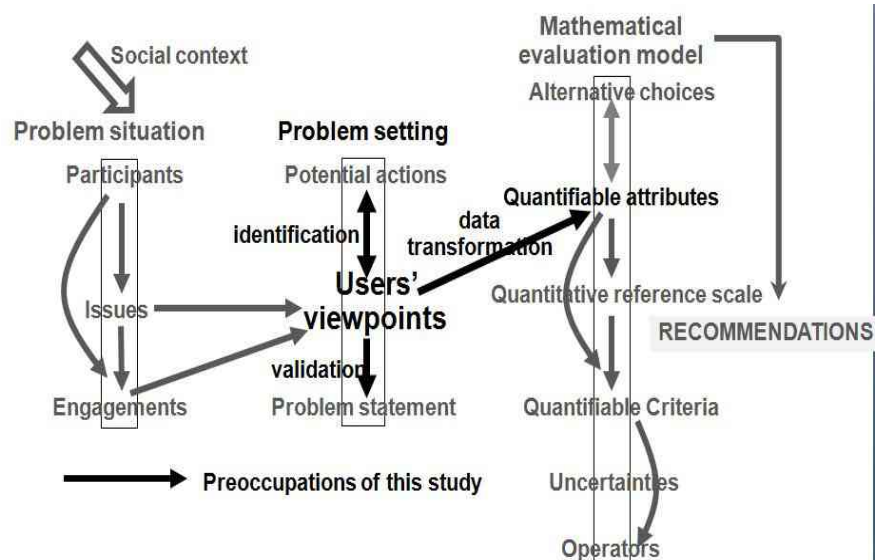 Social context
Problem situation
Participants
Issues
Engagements
Problem setting
Potential actions
identification
Users'
viewpoints
validation
Problem statement
data
transformation
Mathematical
evaluation model
Alternative choices
Quantifiable attributes
Quantitative reference scale
RECOMMENDATIONS
Quantifiable Criteria
Uncertainties
Operators
Preoccupations of this study